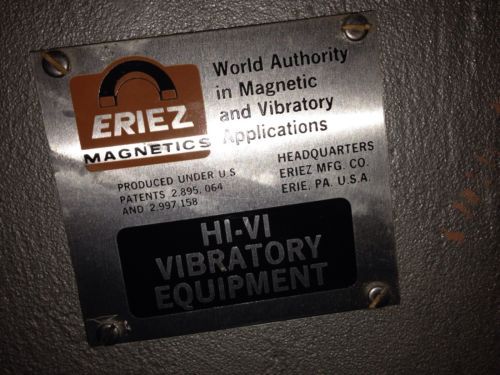 ERIEZ
MAGNETICS
World Authority
in Magnetic
and Vibratory
Applications
PRODUCED UNDER U.S
PATENTS 2,895,064
AND 2,997,158
HEADQUARTERS
ERIEZ MFG. CO.
ERIE, PA. U.S.A.
HI-VI
VIBRATORY
EQUIPMENT